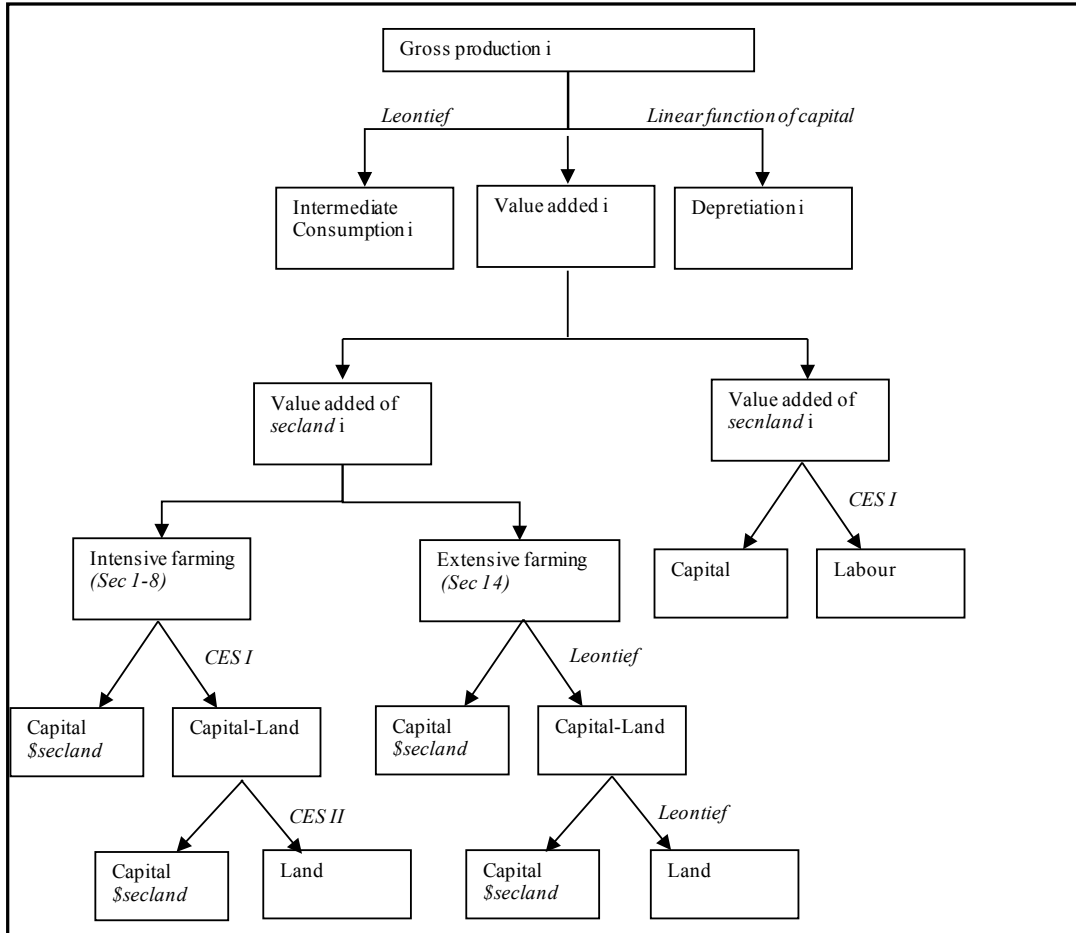 Gross production i
Leontief
Linear function of capital
Intermediate
Consumption i
Value added i
Depretiation i
Value added of
secland i
Value added of
secnland i
CES I
Intensive farming
(Sec 1-8)
Extensive farming
(Sec 14)
Capital
Labour
CES I
Leontief
Capital
$secland
Capital-Land
Capital
$secland
Capital-Land
CES II
Leontief
Capital
$secland
Land
Capital
$secland
Land